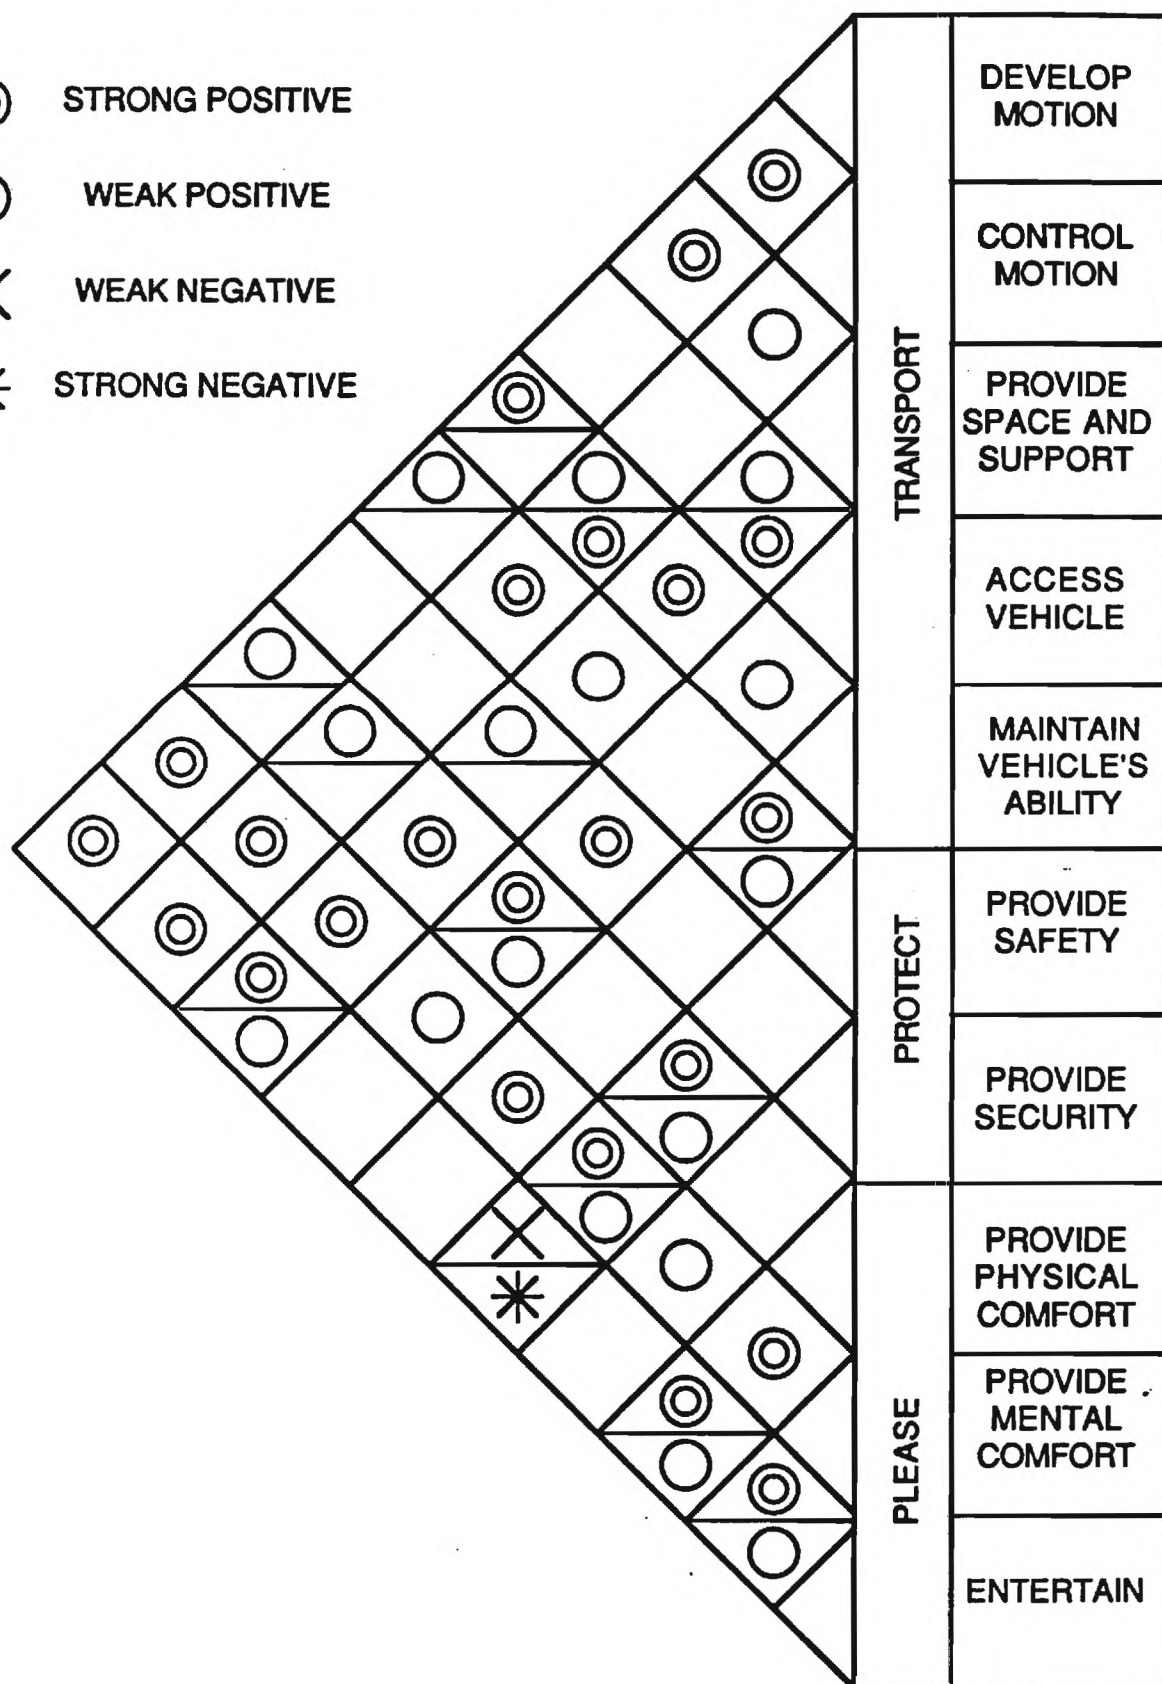 STRONG POSITIVE
WEAK POSITIVE
WEAK NEGATIVE
STRONG NEGATIVE
TRANSPORT
DEVELOP
MOTION
CONTROL
MOTION
PROVIDE
SPACE AND
SUPPORT
ACCESS
VEHICLE
MAINTAIN
VEHICLE'S
ABILITY
PROTECT
PROVIDE
SAFETY
PROVIDE
SECURITY
PLEASE
PROVIDE
PHYSICAL
COMFORT
PROVIDE
MENTAL
COMFORT
ENTERTAIN